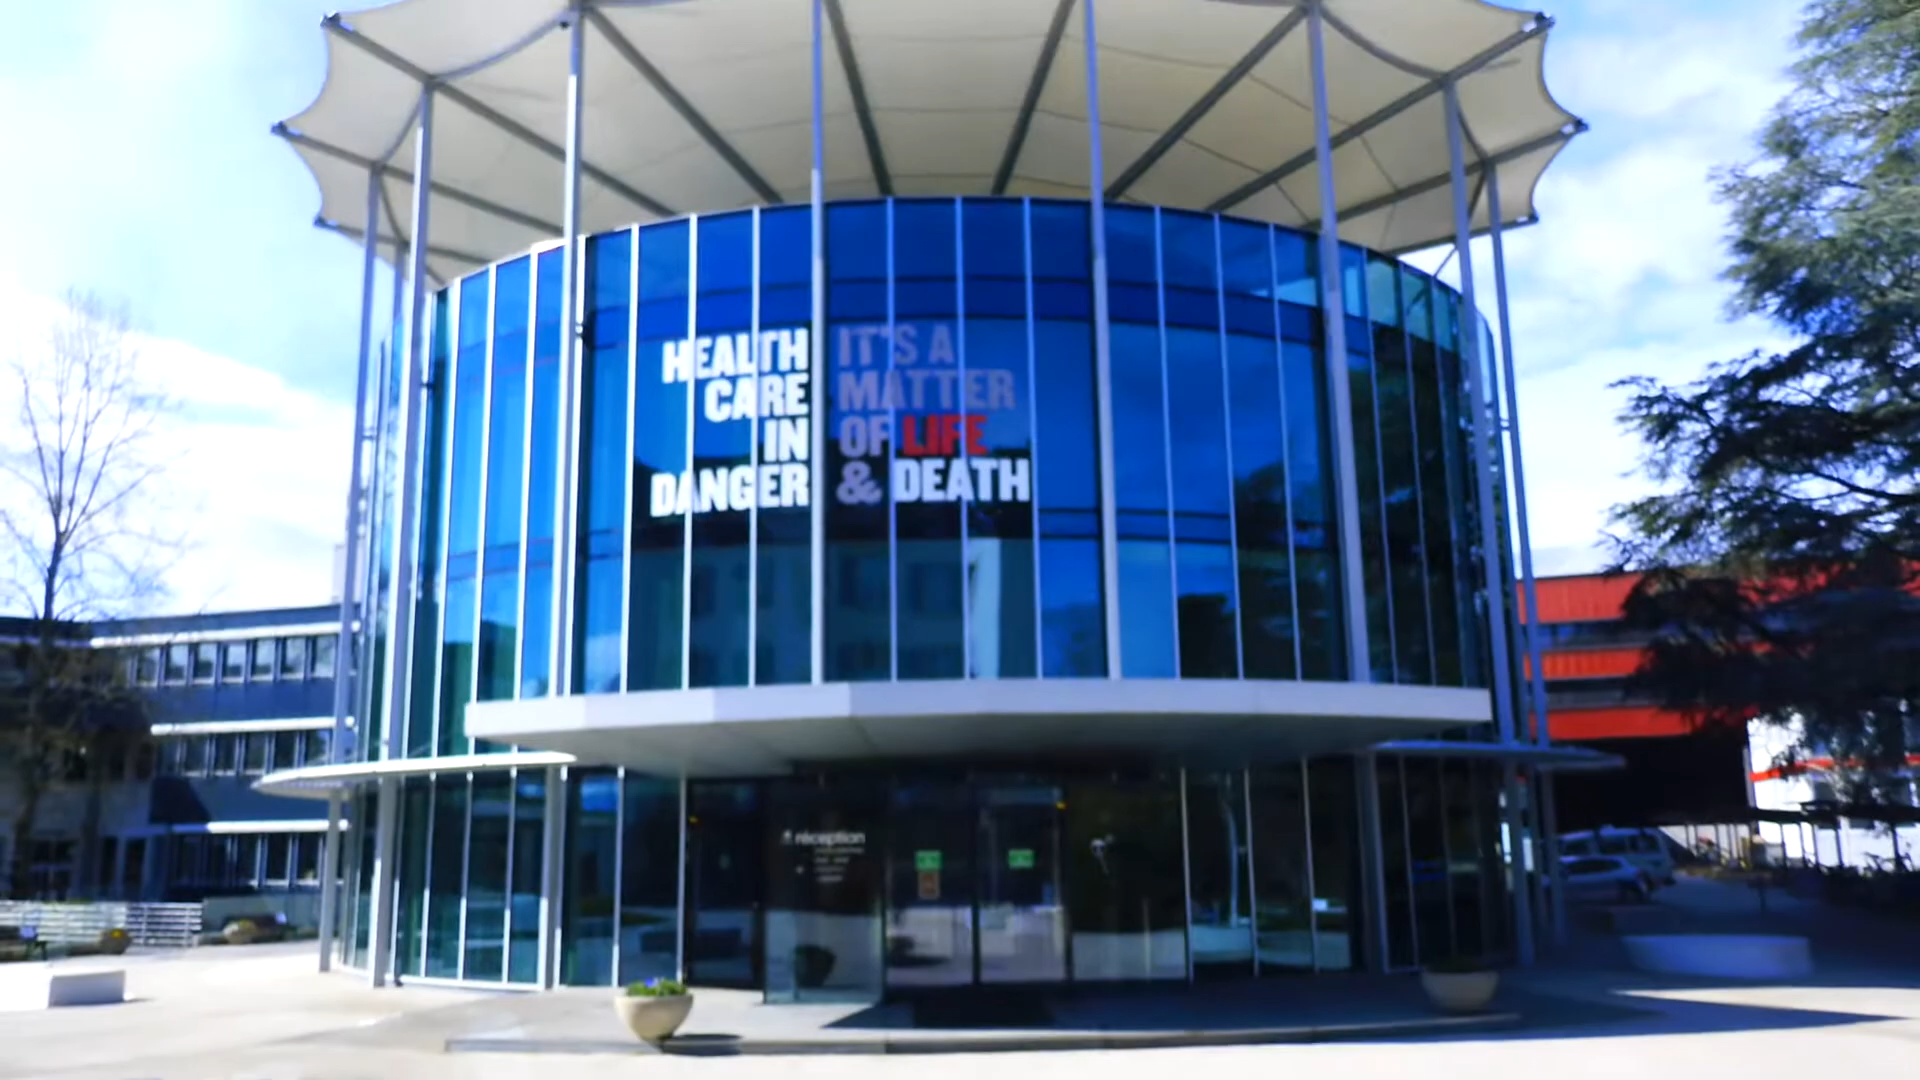 HEALTH
CARE
IN
DANGER
IT'S A
MATTER
OF LIFE
& DEATH
réception